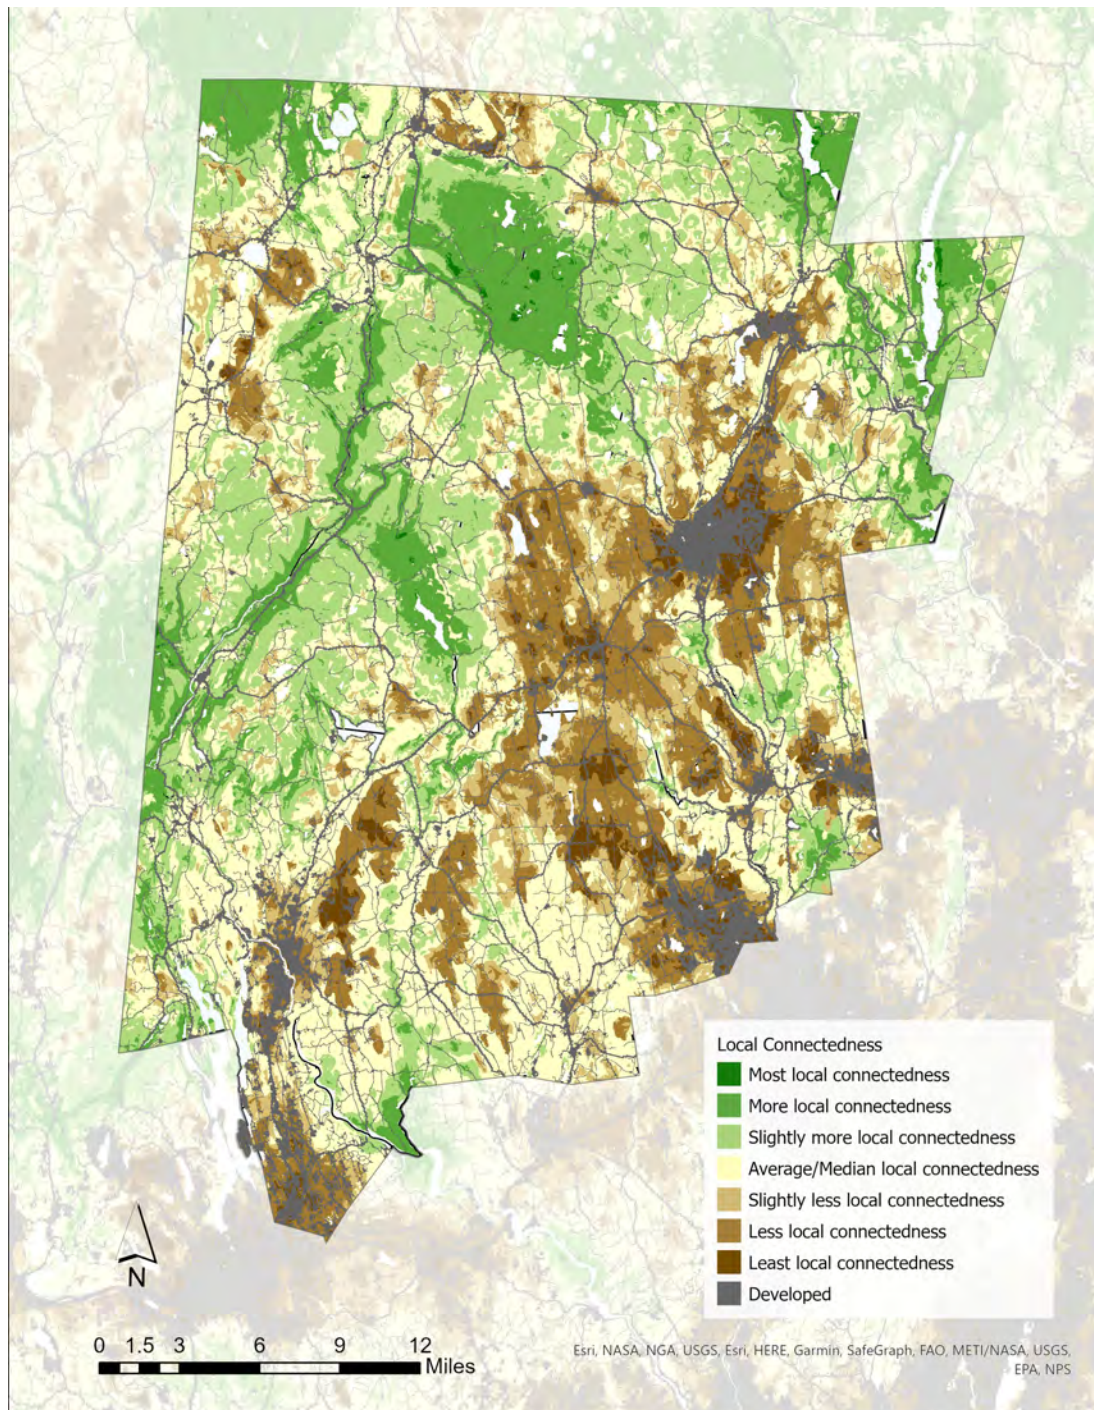 Local Connectedness
Most local connectedness
More local connectedness
Slightly more local connectedness
Average/Median local connectedness
Slightly less local connectedness
Less local connectedness
Least local connectedness
Developed
N
0 1.5 3 6 9 12
Miles
Esri, NASA, NGA, USGS, Esri, HERE, Garmin, SafeGraph, FAO, METI/NASA, USGS,
EPA, NPS